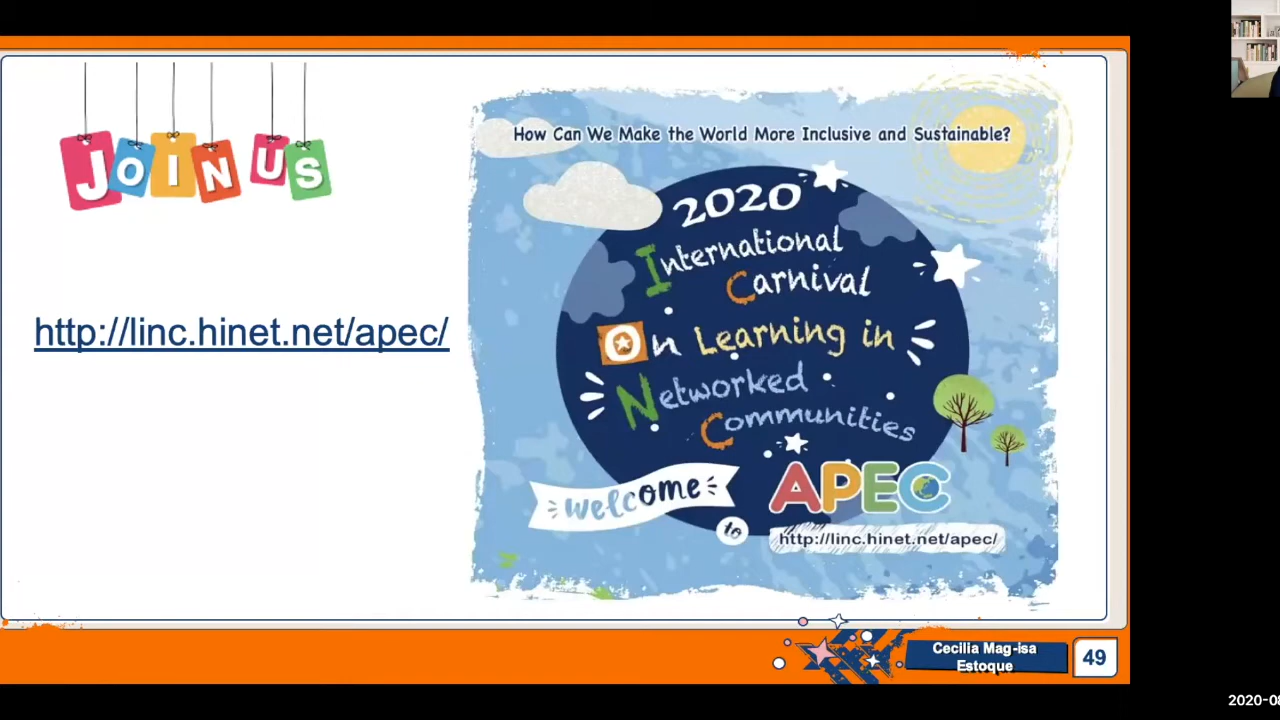 JOIN US
http://linc.hinet.net/apec/
How Can We Make the World More Inclusive and Sustainable?
2020
International
Carnival
On Learning in
Networked
Communities
welcome
to
APEC
http://linc.hinet.net/apec/
Cecilia Mag-isa
Estoque
49
2020-0